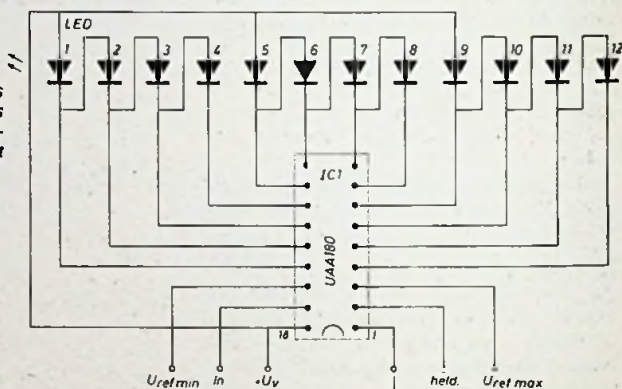 LED
1 2 3 4 5 6 7 8 9 10 11 12
IC1
UAA180
18 1
Uref min In +Uv held. Uref max